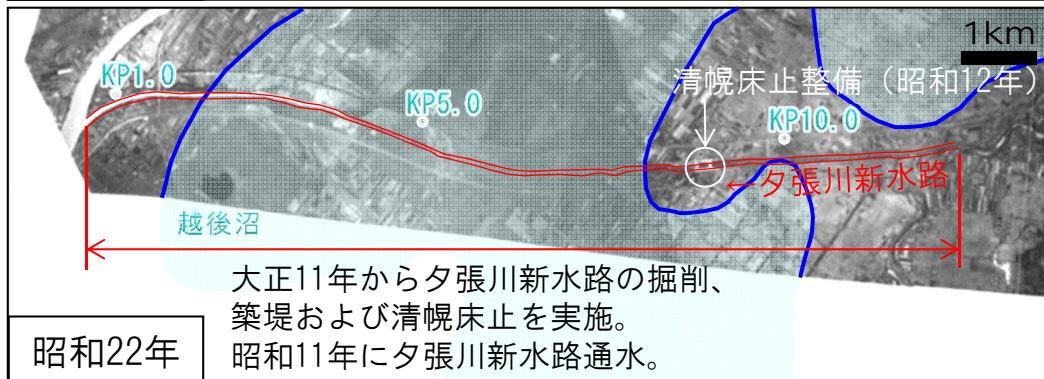 1km
KP1.0
清幌床止整備（昭和12年）
KP5.0
KP10.0
←夕張川新水路
越後沼
大正11年から夕張川新水路の掘削、
築堤および清幌床止を実施。
昭和11年に夕張川新水路通水。
昭和22年